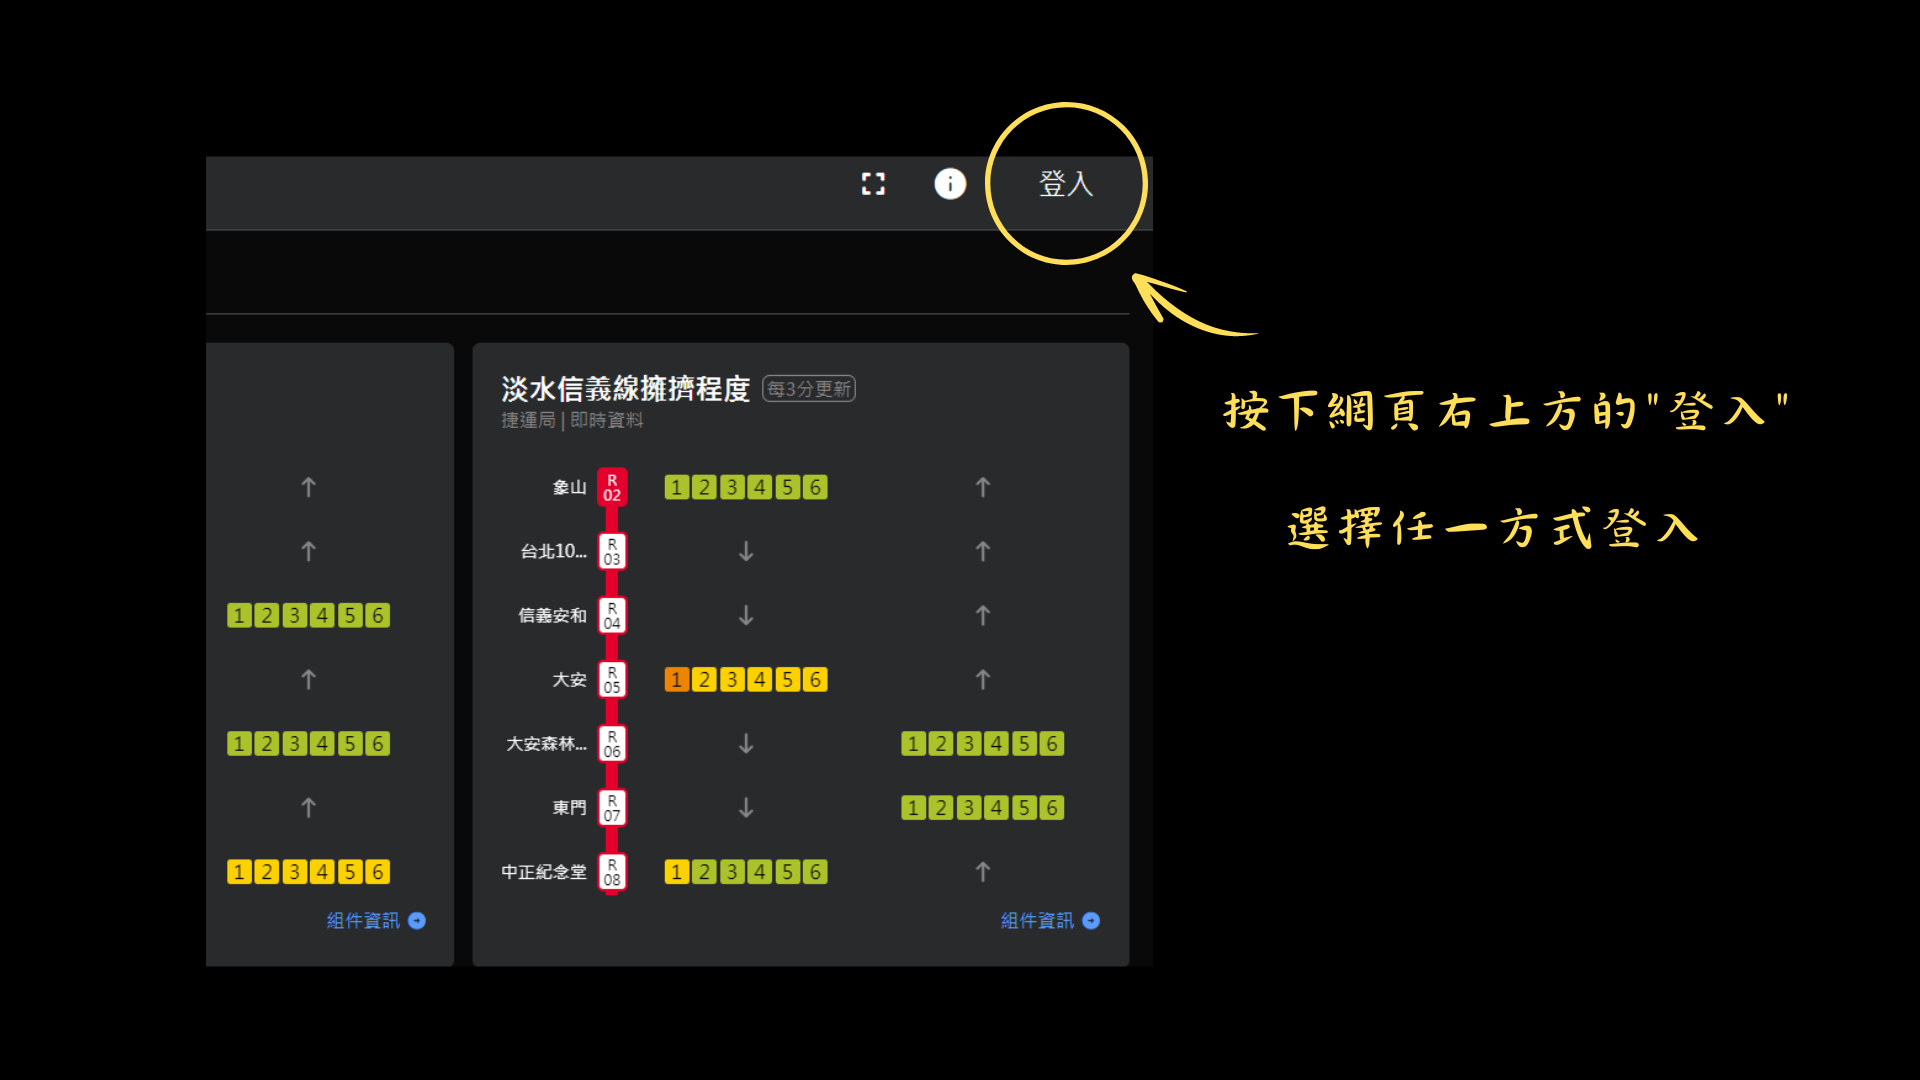 登入
淡水信義線擁擠程度 每3分更新
捷運局 | 即時資料
象山 R 02 1 2 3 4 5 6
台北10... R 03
1 2 3 4 5 6 信義安和 R 04
大安 R 05 1 2 3 4 5 6
1 2 3 4 5 6 大安森林... R 06 1 2 3 4 5 6
東門 R 07 1 2 3 4 5 6
1 2 3 4 5 6 中正紀念堂 R 08 1 2 3 4 5 6
組件資訊 組件資訊
按下網頁右上方的"登入"
選擇任一方式登入